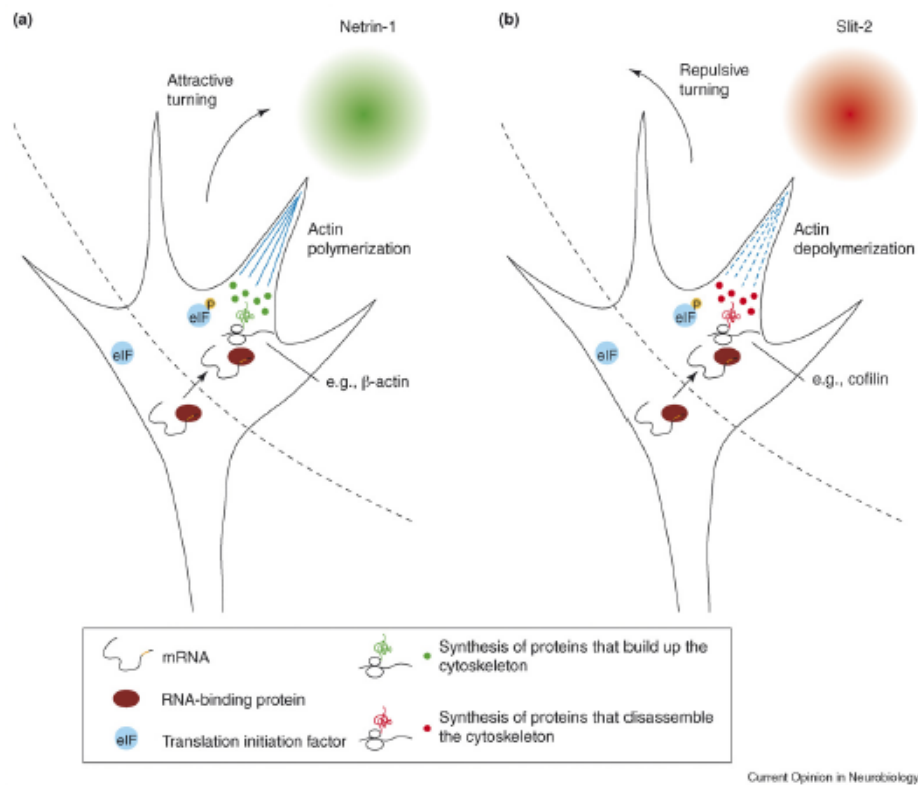 (a)
Netrin-1
Attractive
turning
Actin
polymerization
P
eIF
eIF
e.g., β-actin
(b)
Slit-2
Repulsive
turning
Actin
depolymerization
P
eIF
eIF
e.g., cofilin
mRNA
RNA-binding protein
eIF Translation initiation factor
Synthesis of proteins that build up the
cytoskeleton
Synthesis of proteins that disassemble
the cytoskeleton
Current Opinion in Neurobiology